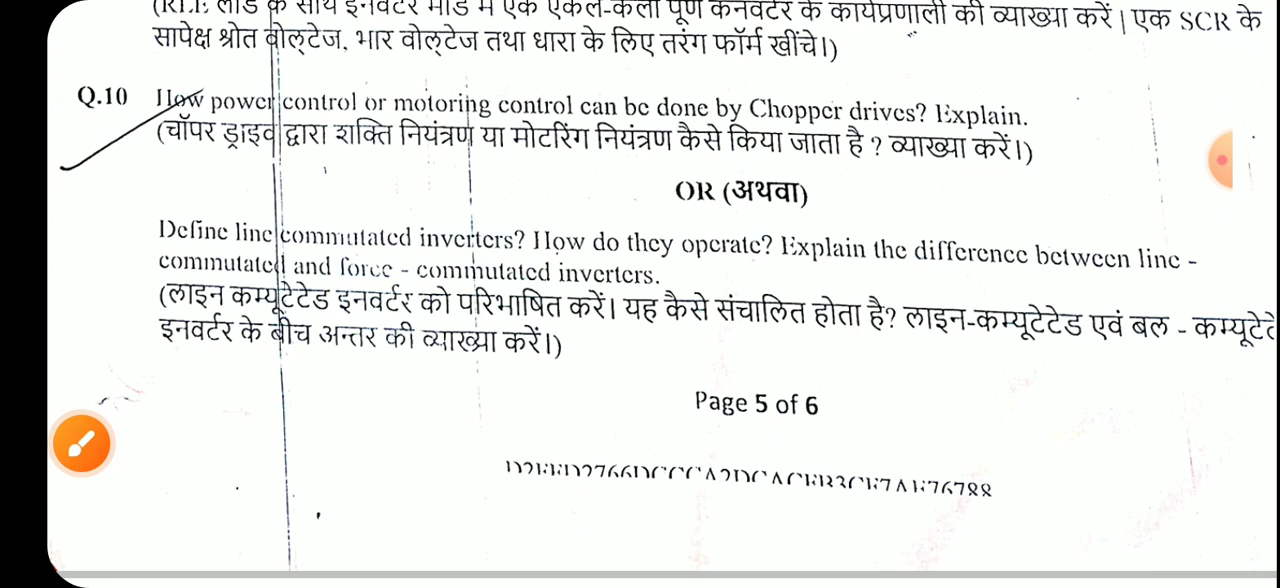 (RLE लोड के साथ इनवर्टर मोड में एक एकल-कला पूर्ण कनवर्टर के कार्यप्रणाली की व्याख्या करें | एक SCR के
सापेक्ष श्रोत वोल्टेज, भार वोल्टेज तथा धारा के लिए तरंग फॉर्म खींचे।)
Q.10 How power control or motoring control can be done by Chopper drives? Explain.
(चॉपर ड्राइव द्वारा शक्ति नियंत्रण या मोटरिंग नियंत्रण कैसे किया जाता है ? व्याख्या करें।)
OR (अथवा)
Define line commutated inverters? How do they operate? Explain the difference between line -
commutated and force - commutated inverters.
(लाइन कम्यूटेटेड इनवर्टर को परिभाषित करें। यह कैसे संचालित होता है? लाइन-कम्यूटेटेड एवं बल - कम्यूटेटे
इनवर्टर के बीच अन्तर की व्याख्या करें।)
Page 5 of 6